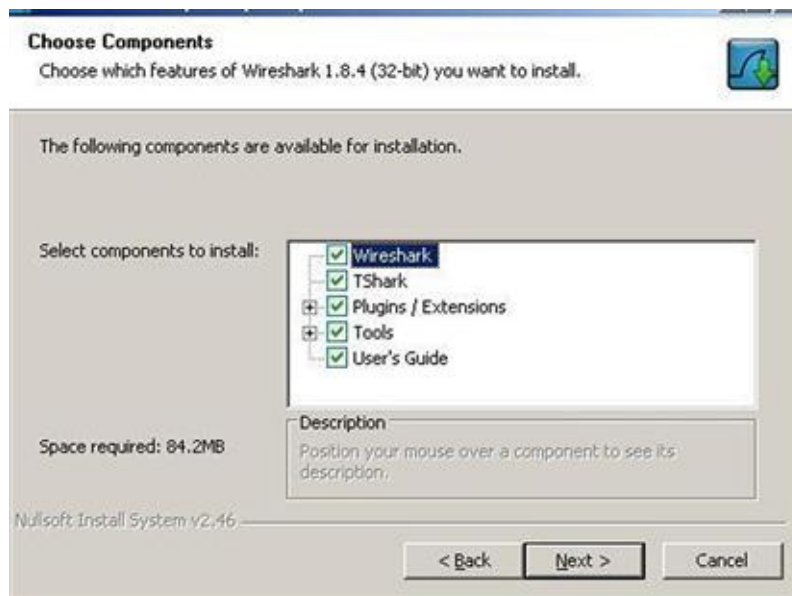 Choose Components
Choose which features of Wireshark 1.8.4 (32-bit) you want to install.
The following components are available for installation.
Select components to install:
Wireshark
TShark
Plugins / Extensions
Tools
User's Guide
Space required: 84.2MB
Description
Position your mouse over a component to see its
description.
Nullsoft Install System v2.46
< Back
Next >
Cancel